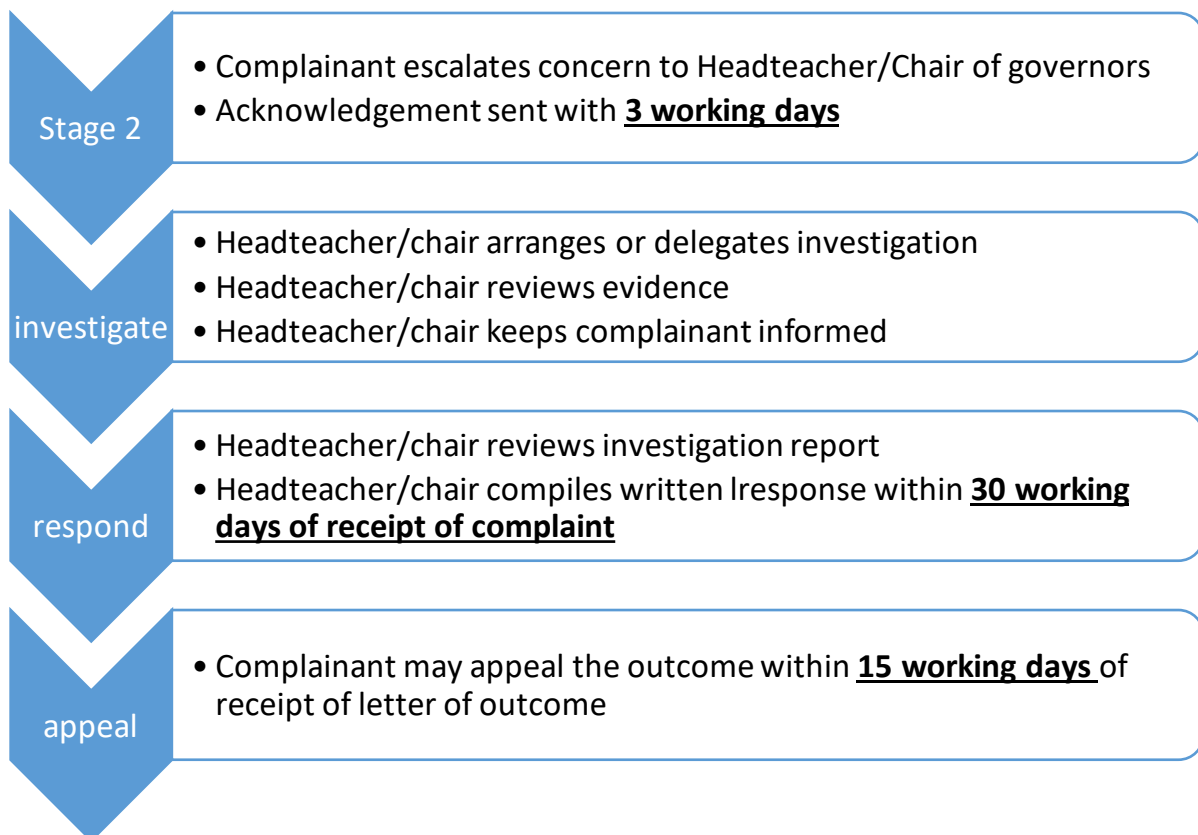 Stage 2
• Complainant escalates concern to Headteacher/Chair of governors
• Acknowledgement sent with 3 working days
investigate
• Headteacher/chair arranges or delegates investigation
• Headteacher/chair reviews evidence
• Headteacher/chair keeps complainant informed
respond
• Headteacher/chair reviews investigation report
• Headteacher/chair compiles written lresponse within 30 working
days of receipt of complaint
appeal
• Complainant may appeal the outcome within 15 working days of
receipt of letter of outcome